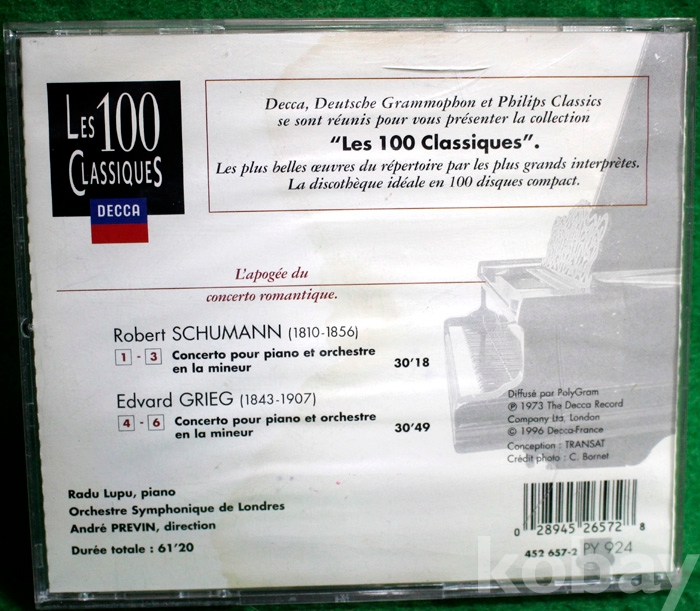 LES 100
CLASSIQUES
DECCA
Decca, Deutsche Grammophon et Philips Classics
se sont réunis pour vous présenter la collection
"Les 100 Classiques".
Les plus belles œuvres du répertoire par les plus grands interprètes.
La discothèque idéale en 100 disques compact.
L'apogée du
concerto romantique.
Robert SCHUMANN (1810-1856)
1 - 3 Concerto pour piano et orchestre
en la mineur 30'18
Edvard GRIEG (1843-1907)
4 - 6 Concerto pour piano et orchestre
en la mineur 30'49
Diffusé par PolyGram
℗ 1973 The Decca Record
Company Ltd, London
© 1996 Decca-France
Conception : TRANSAT
Crédit photo : C. Bornet
Radu Lupu, piano
Orchestre Symphonique de Londres
André PREVIN, direction
Durée totale : 61'20
0 28945 26572 8
452 657-2 PY 924
kobay